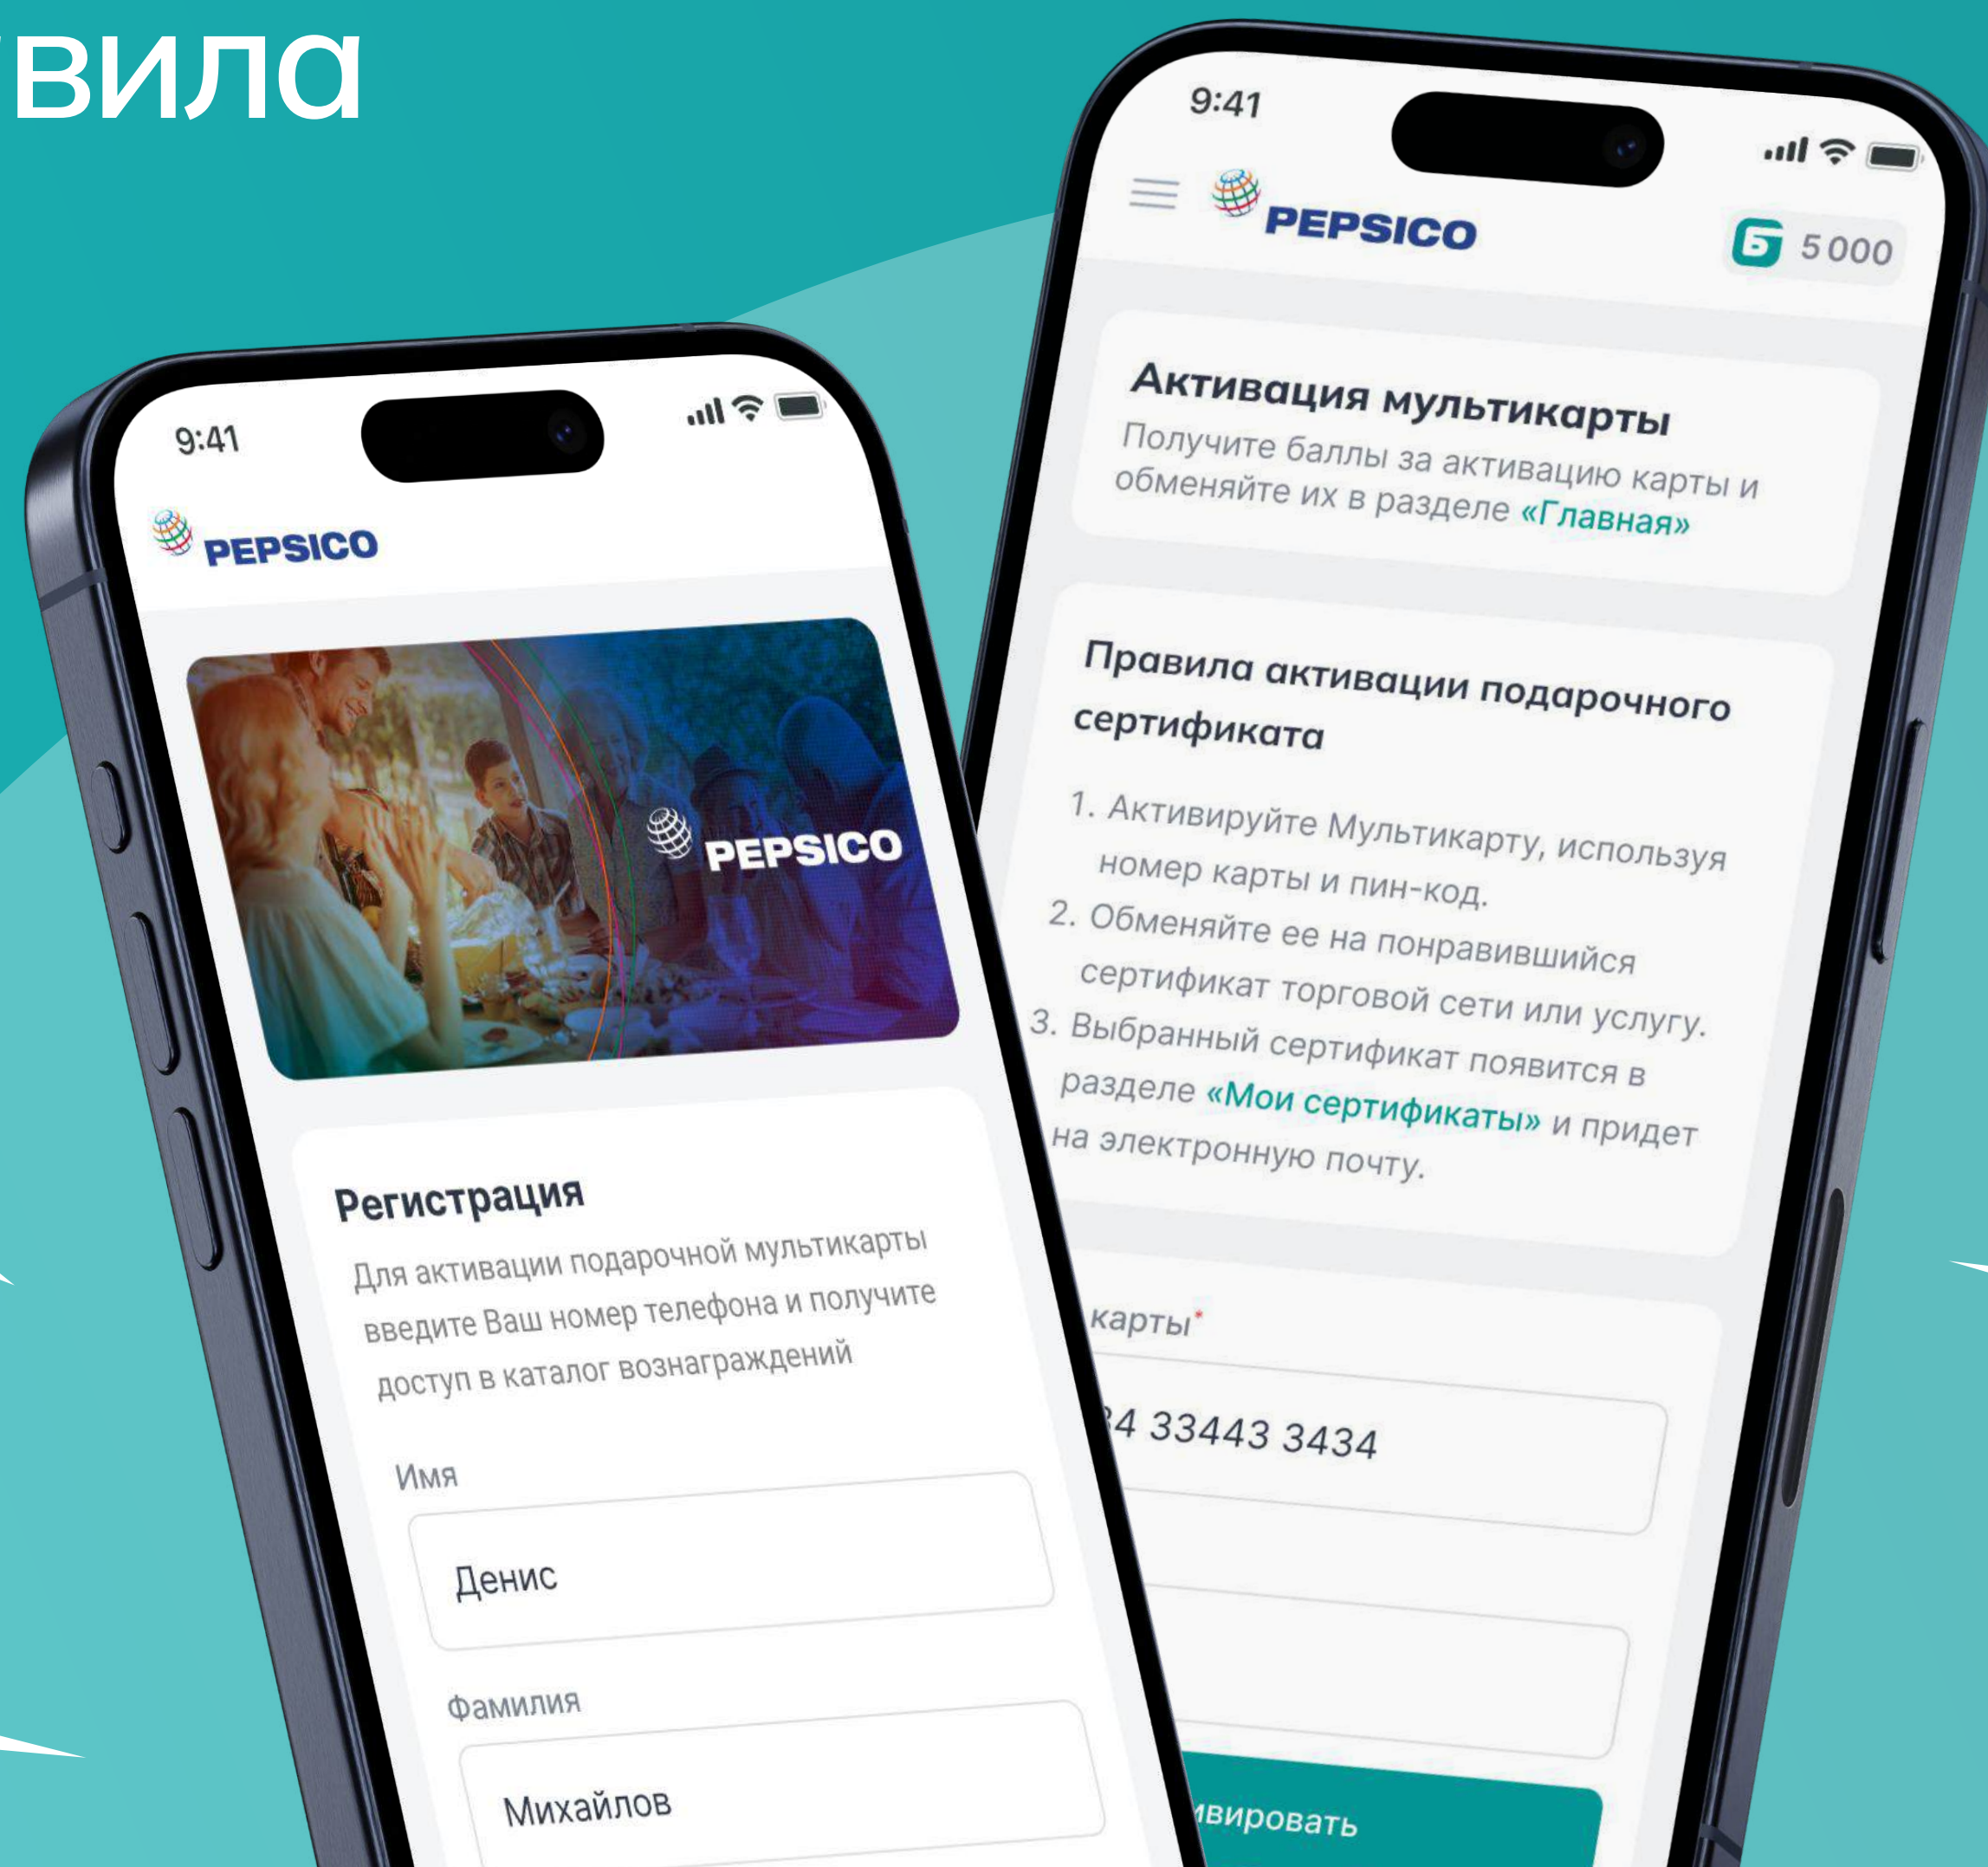 вила
9:41
PEPSICO
PEPSICO
Регистрация
Для активации подарочной мультикарты
введите Ваш номер телефона и получите
доступ в каталог вознаграждений
Имя
Денис
Фамилия
Михайлов
9:41
PEPSICO
Б 5 000
Активация мультикарты
Получите баллы за активацию карты и
обменяйте их в разделе «Главная»
Правила активации подарочного
сертификата
1. Активируйте Мультикарту, используя
номер карты и пин-код.
2. Обменяйте ее на понравившийся
сертификат торговой сети или услугу.
3. Выбранный сертификат появится в
разделе «Мои сертификаты» и придет
на электронную почту.
карты*
34 33443 3434
ивировать